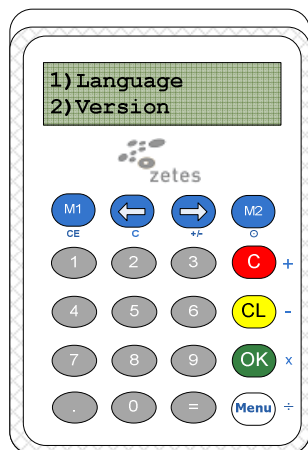 1)Language
2)Version
zetes
M1 M2
CE C +/-
1 2 3 C +
4 5 6 CL -
7 8 9 OK x
. 0 = Menu ÷